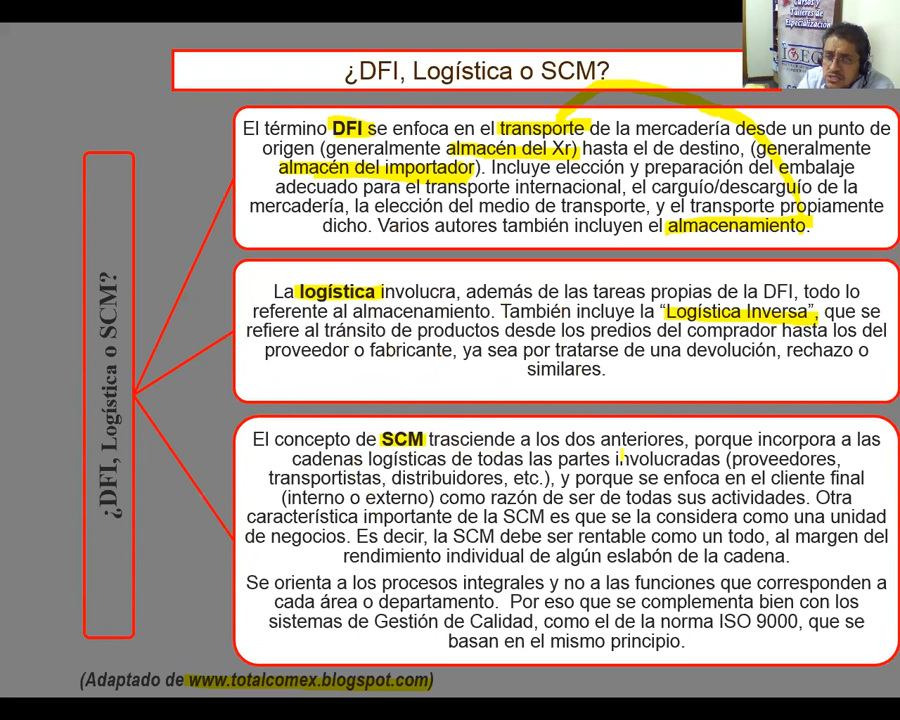 Cursos y
Talleres de
Especialización
¿DFI, Logística o SCM?
El término DFI se enfoca en el transporte de la mercadería desde un punto de
origen (generalmente almacén del Xr) hasta el de destino, (generalmente
almacén del importador). Incluye elección y preparación del embalaje
adecuado para el transporte internacional, el carguío/descarguío de la
mercadería, la elección del medio de transporte, y el transporte propiamente
dicho. Varios autores también incluyen el almacenamiento.
¿DFI, Logística o SCM?
La logística involucra, además de las tareas propias de la DFI, todo lo
referente al almacenamiento. También incluye la “Logística Inversa”, que se
refiere al tránsito de productos desde los predios del comprador hasta los del
proveedor o fabricante, ya sea por tratarse de una devolución, rechazo o
similares.
El concepto de SCM trasciende a los dos anteriores, porque incorpora a las
cadenas logísticas de todas las partes involucradas (proveedores,
transportistas, distribuidores, etc.), y porque se enfoca en el cliente final
(interno o externo) como razón de ser de todas sus actividades. Otra
característica importante de la SCM es que se la considera como una unidad
de negocios. Es decir, la SCM debe ser rentable como un todo, al margen del
rendimiento individual de algún eslabón de la cadena.
Se orienta a los procesos integrales y no a las funciones que corresponden a
cada área o departamento. Por eso que se complementa bien con los
sistemas de Gestión de Calidad, como el de la norma ISO 9000, que se
basan en el mismo principio.
(Adaptado de www.totalcomex.blogspot.com)